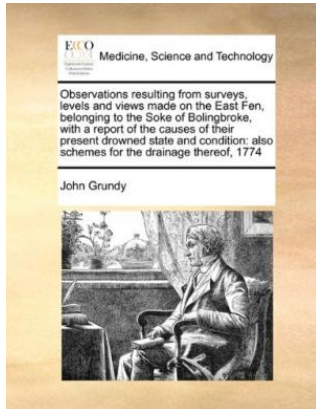 ECCO
Medicine, Science and Technology
Observations resulting from surveys,
levels and views made on the East Fen,
belonging to the Soke of Bolingbroke,
with a report of the causes of their
present drowned state and condition: also
schemes for the drainage thereof, 1774
John Grundy